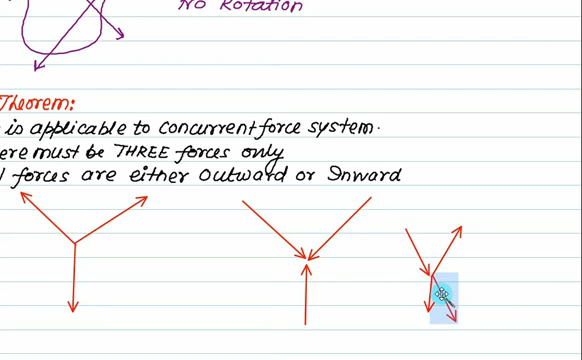 No Rotation
Theorem:
is applicable to concurrent force system.
must be THREE forces only
forces are either outward or Inward